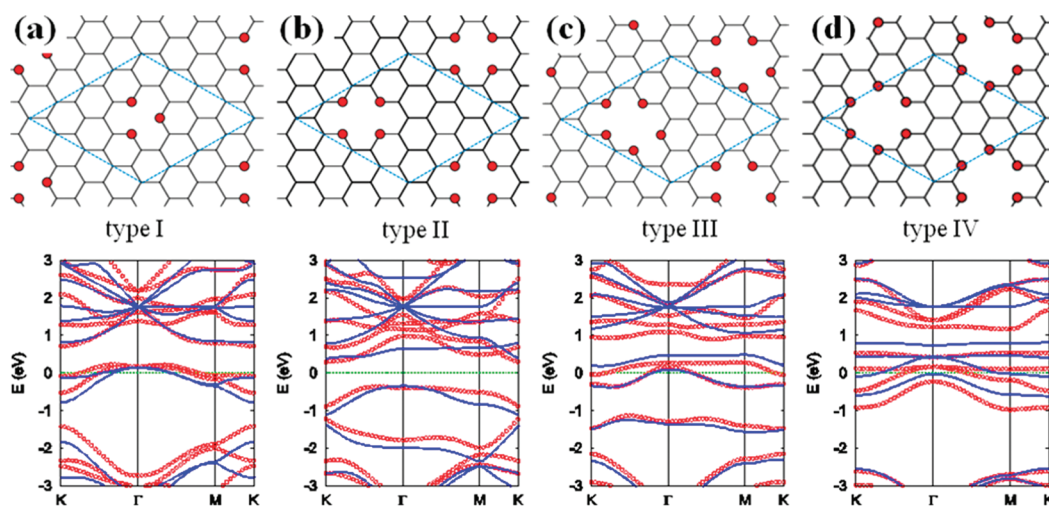 (a) (b) (c) (d)
type I type II type III type IV
3 3 3 3
2 2 2 2
1 1 1 1
0 0 0 0
-1 -1 -1 -1
-2 -2 -2 -2
-3 -3 -3 -3
E (eV) E (eV) E (eV) E (eV)
K Γ M K K Γ M K K Γ M K K Γ M K